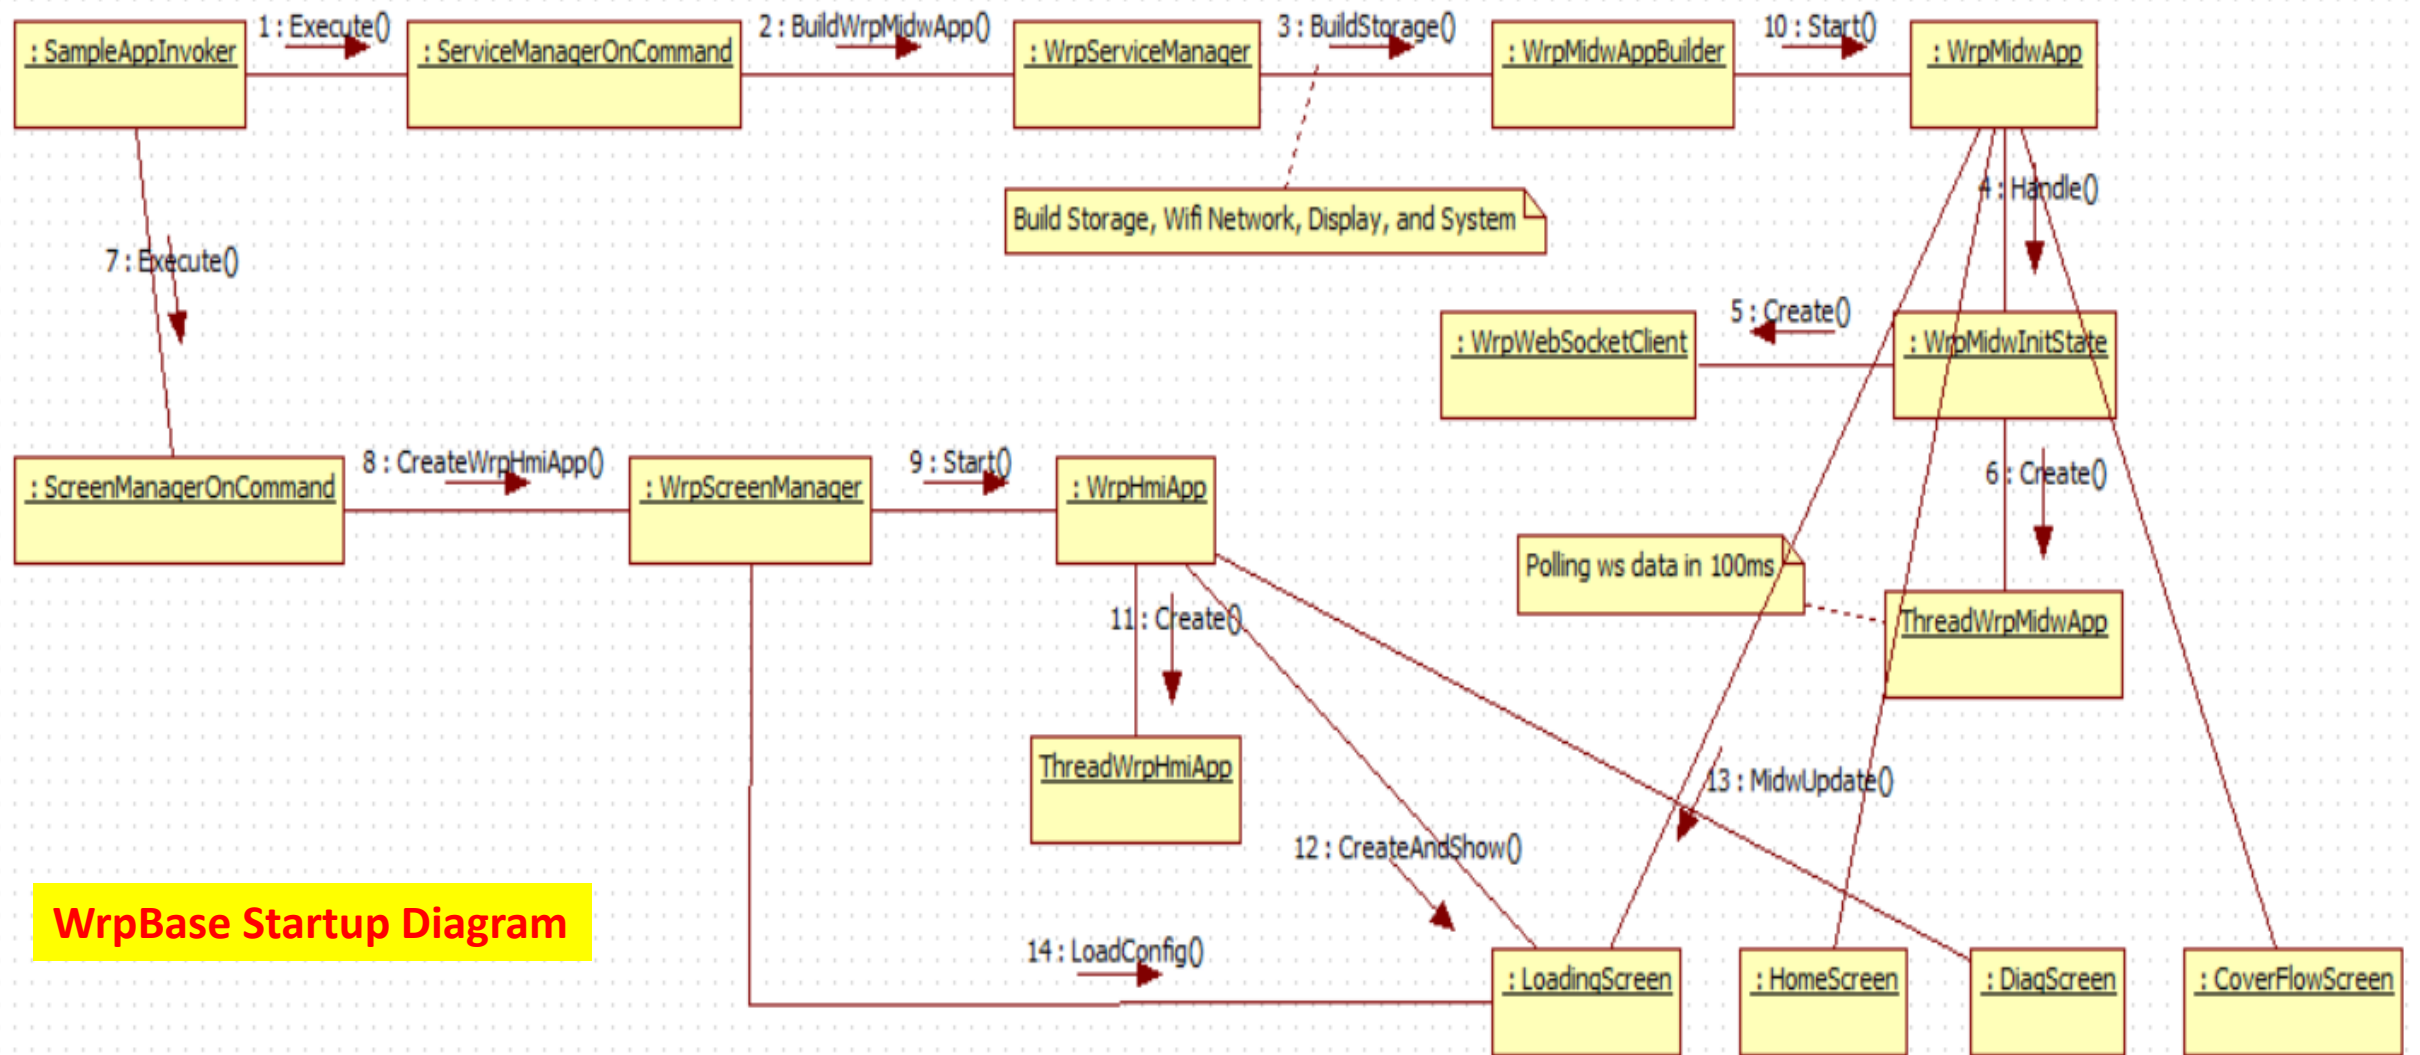 1 : Execute()
2 : BuildWrpMidwApp()
3 : BuildStorage()
10 : Start()
: SampleAppInvoker
: ServiceManagerOnCommand
: WrpServiceManager
: WrpMidwAppBuilder
: WrpMidwApp
4 : Handle()
Build Storage, Wifi Network, Display, and System
7 : Execute()
5 : Create()
: WrpWebSocketClient
: WrpMidwInitState
8 : CreateWrpHmiApp()
9 : Start()
6 : Create()
: ScreenManagerOnCommand
: WrpScreenManager
: WrpHmiApp
Polling ws data in 100ms
11 : Create()
ThreadWrpMidwApp
ThreadWrpHmiApp
13 : MidwUpdate()
12 : CreateAndShow()
WrpBase Startup Diagram
14 : LoadConfig()
: LoadingScreen
: HomeScreen
: DiagScreen
: CoverFlowScreen